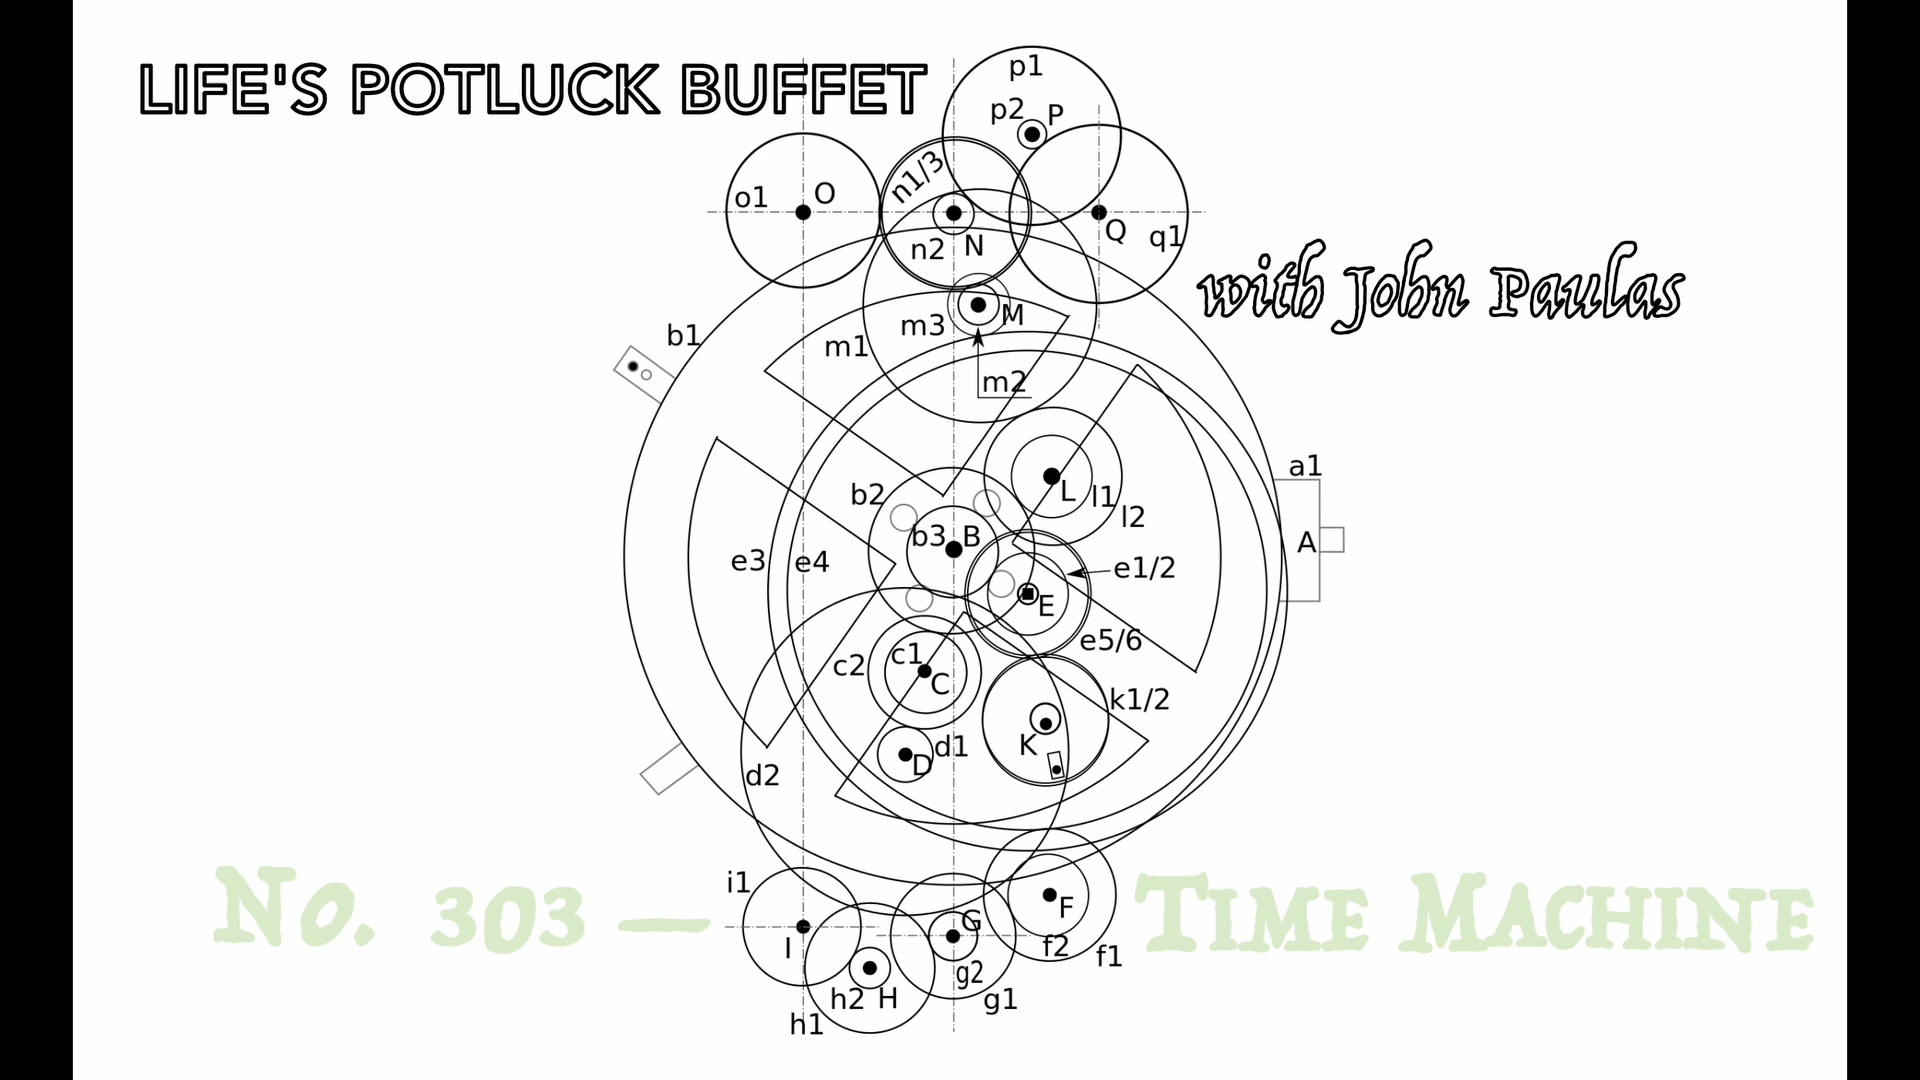 LIFE'S POTLUCK BUFFET
with John Paulas
p1
p2 P
o1 O
n1/3
n2 N
Q q1
b1
m3 M
m1
m2
a1
b2
L l1
l2
b3 B
A
e3 e4
e1/2
E
e5/6
c2 c1
C
k1/2
K
d1
D
d2
i1
F
G
f2 f1
I
g2
h2 H g1
h1
No. 303 — Time Machine